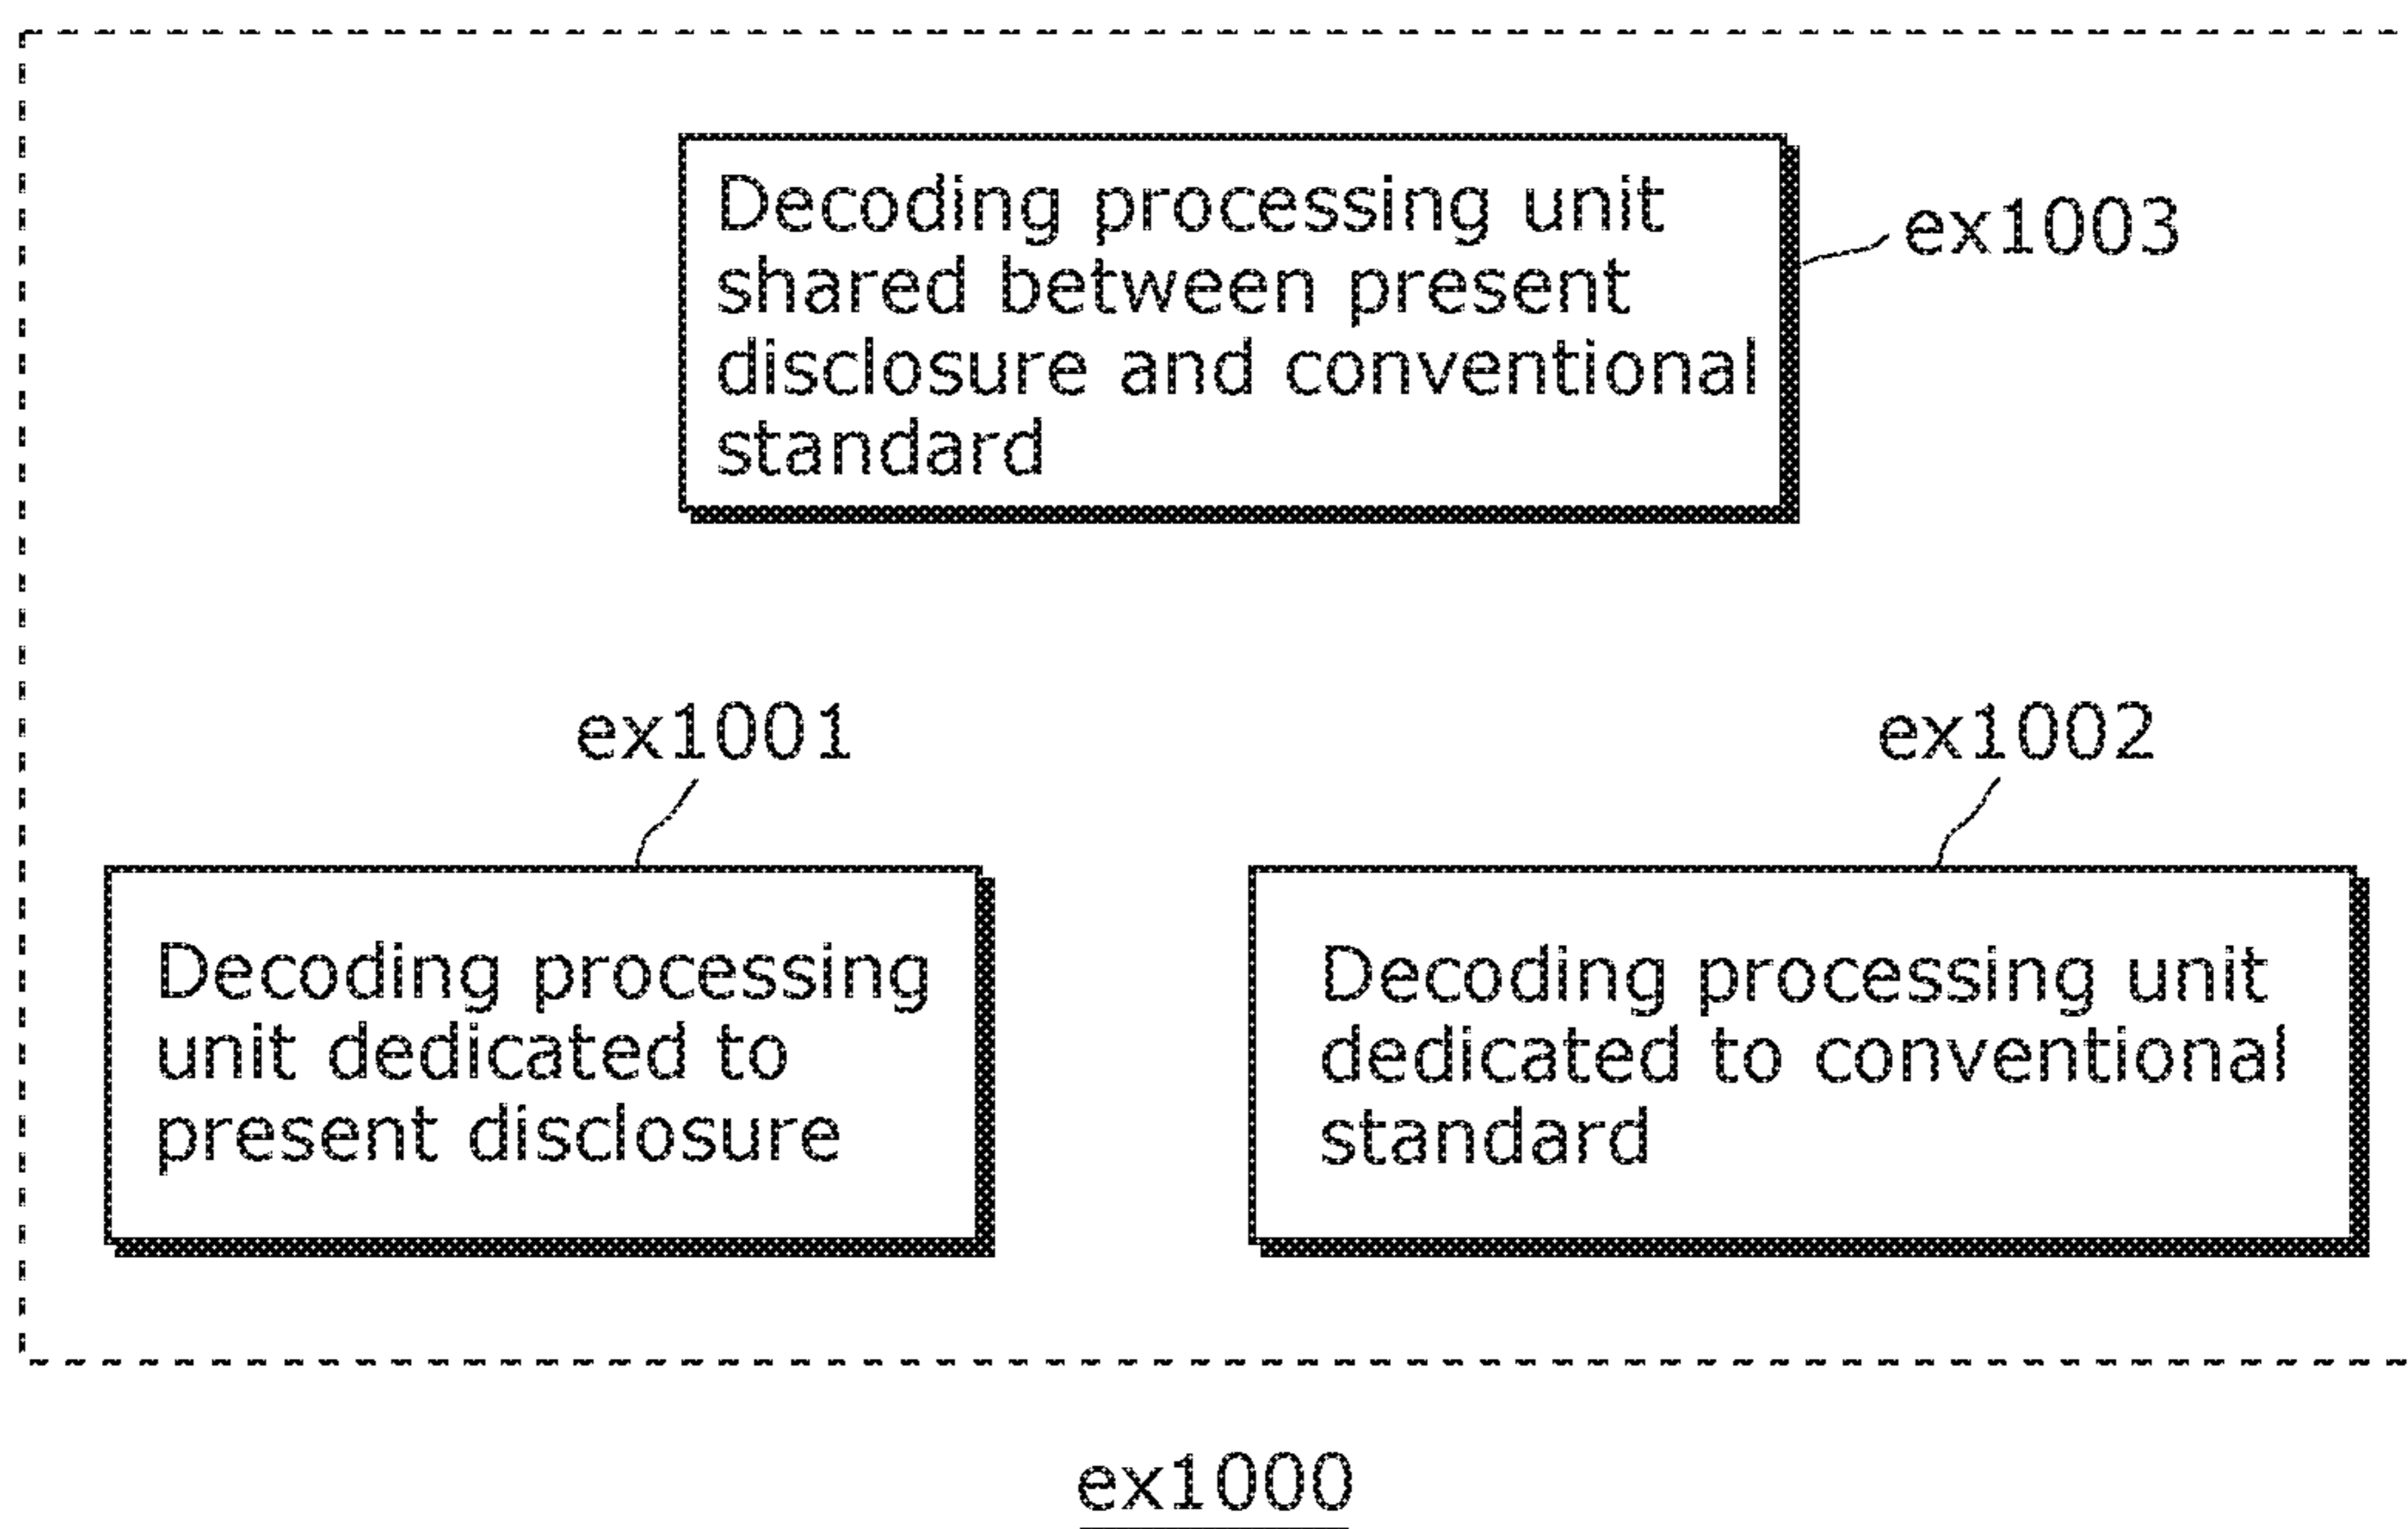 Decoding processing unit
shared between present
disclosure and conventional
standard
ex1003
ex1001
ex1002
Decoding processing
unit dedicated to
present disclosure
Decoding processing unit
dedicated to conventional
standard
ex1000